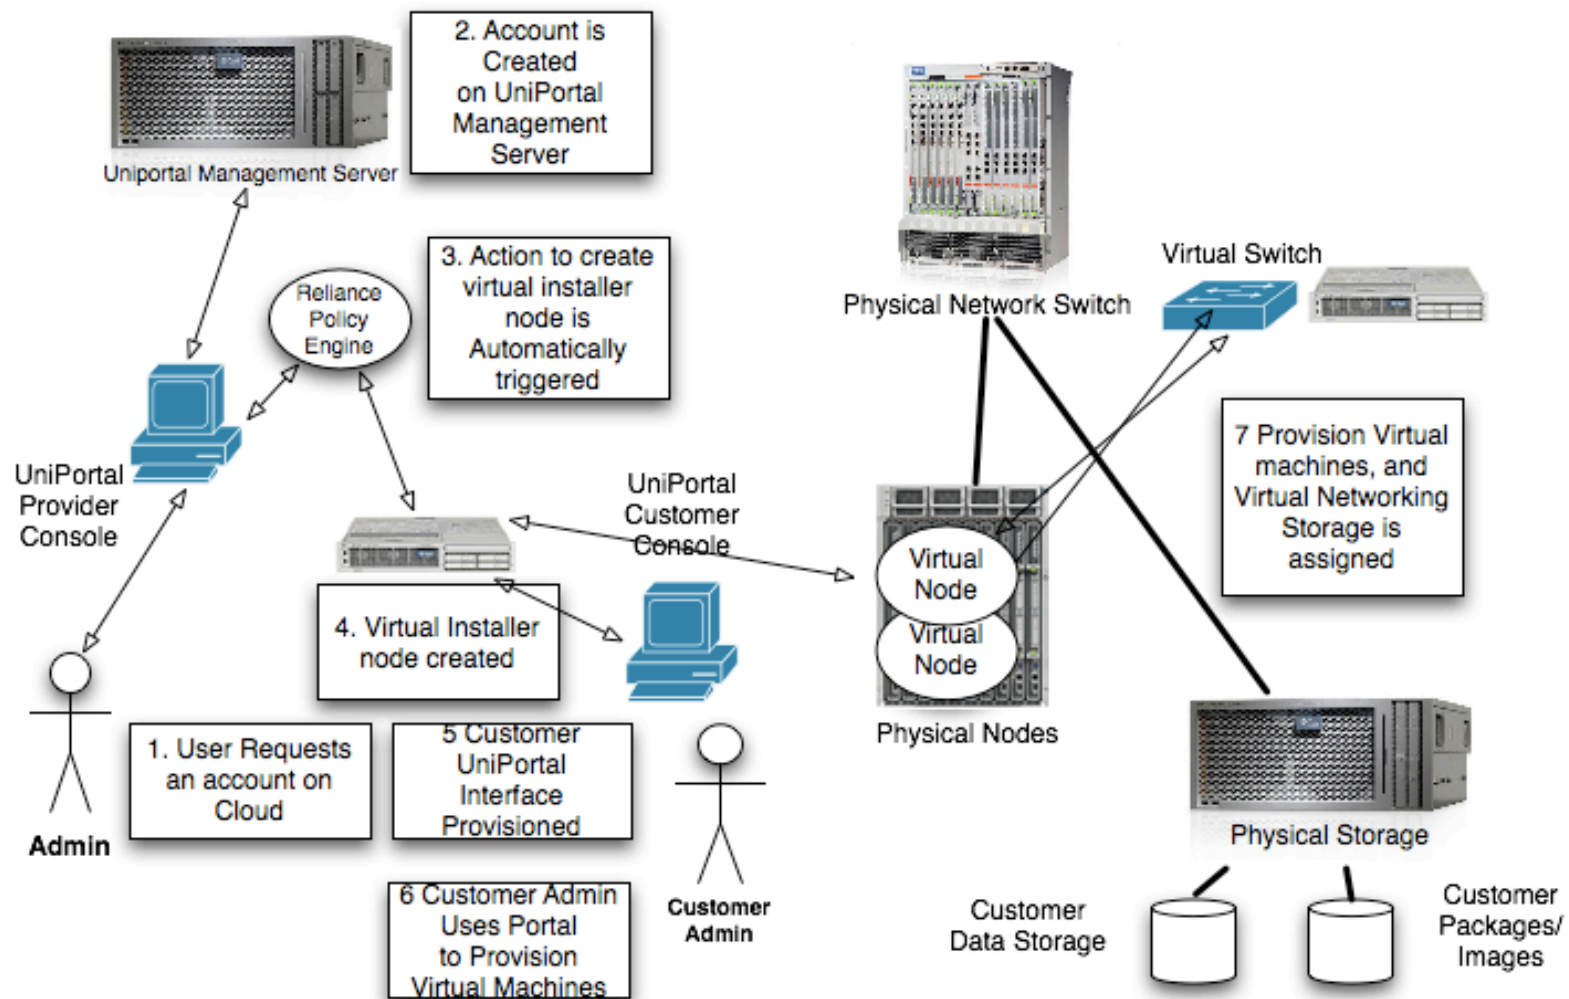 2. Account is
Created
on UniPortal
Management
Server
Uniportal Management Server
3. Action to create
virtual installer
node is
Automatically
triggered
Reliance
Policy
Engine
Physical Network Switch
Virtual Switch
UniPortal
Provider
Console
UniPortal
Customer
Console
7 Provision Virtual
machines, and
Virtual Networking
Storage is
assigned
Virtual
Node
Virtual
Node
4. Virtual Installer
node created
Physical Nodes
1. User Requests
an account on
Cloud
5 Customer
UniPortal
Interface
Provisioned
Admin
Physical Storage
6 Customer Admin
Uses Portal
to Provision
Virtual Machines
Customer
Admin
Customer
Data Storage
Customer
Packages/
Images